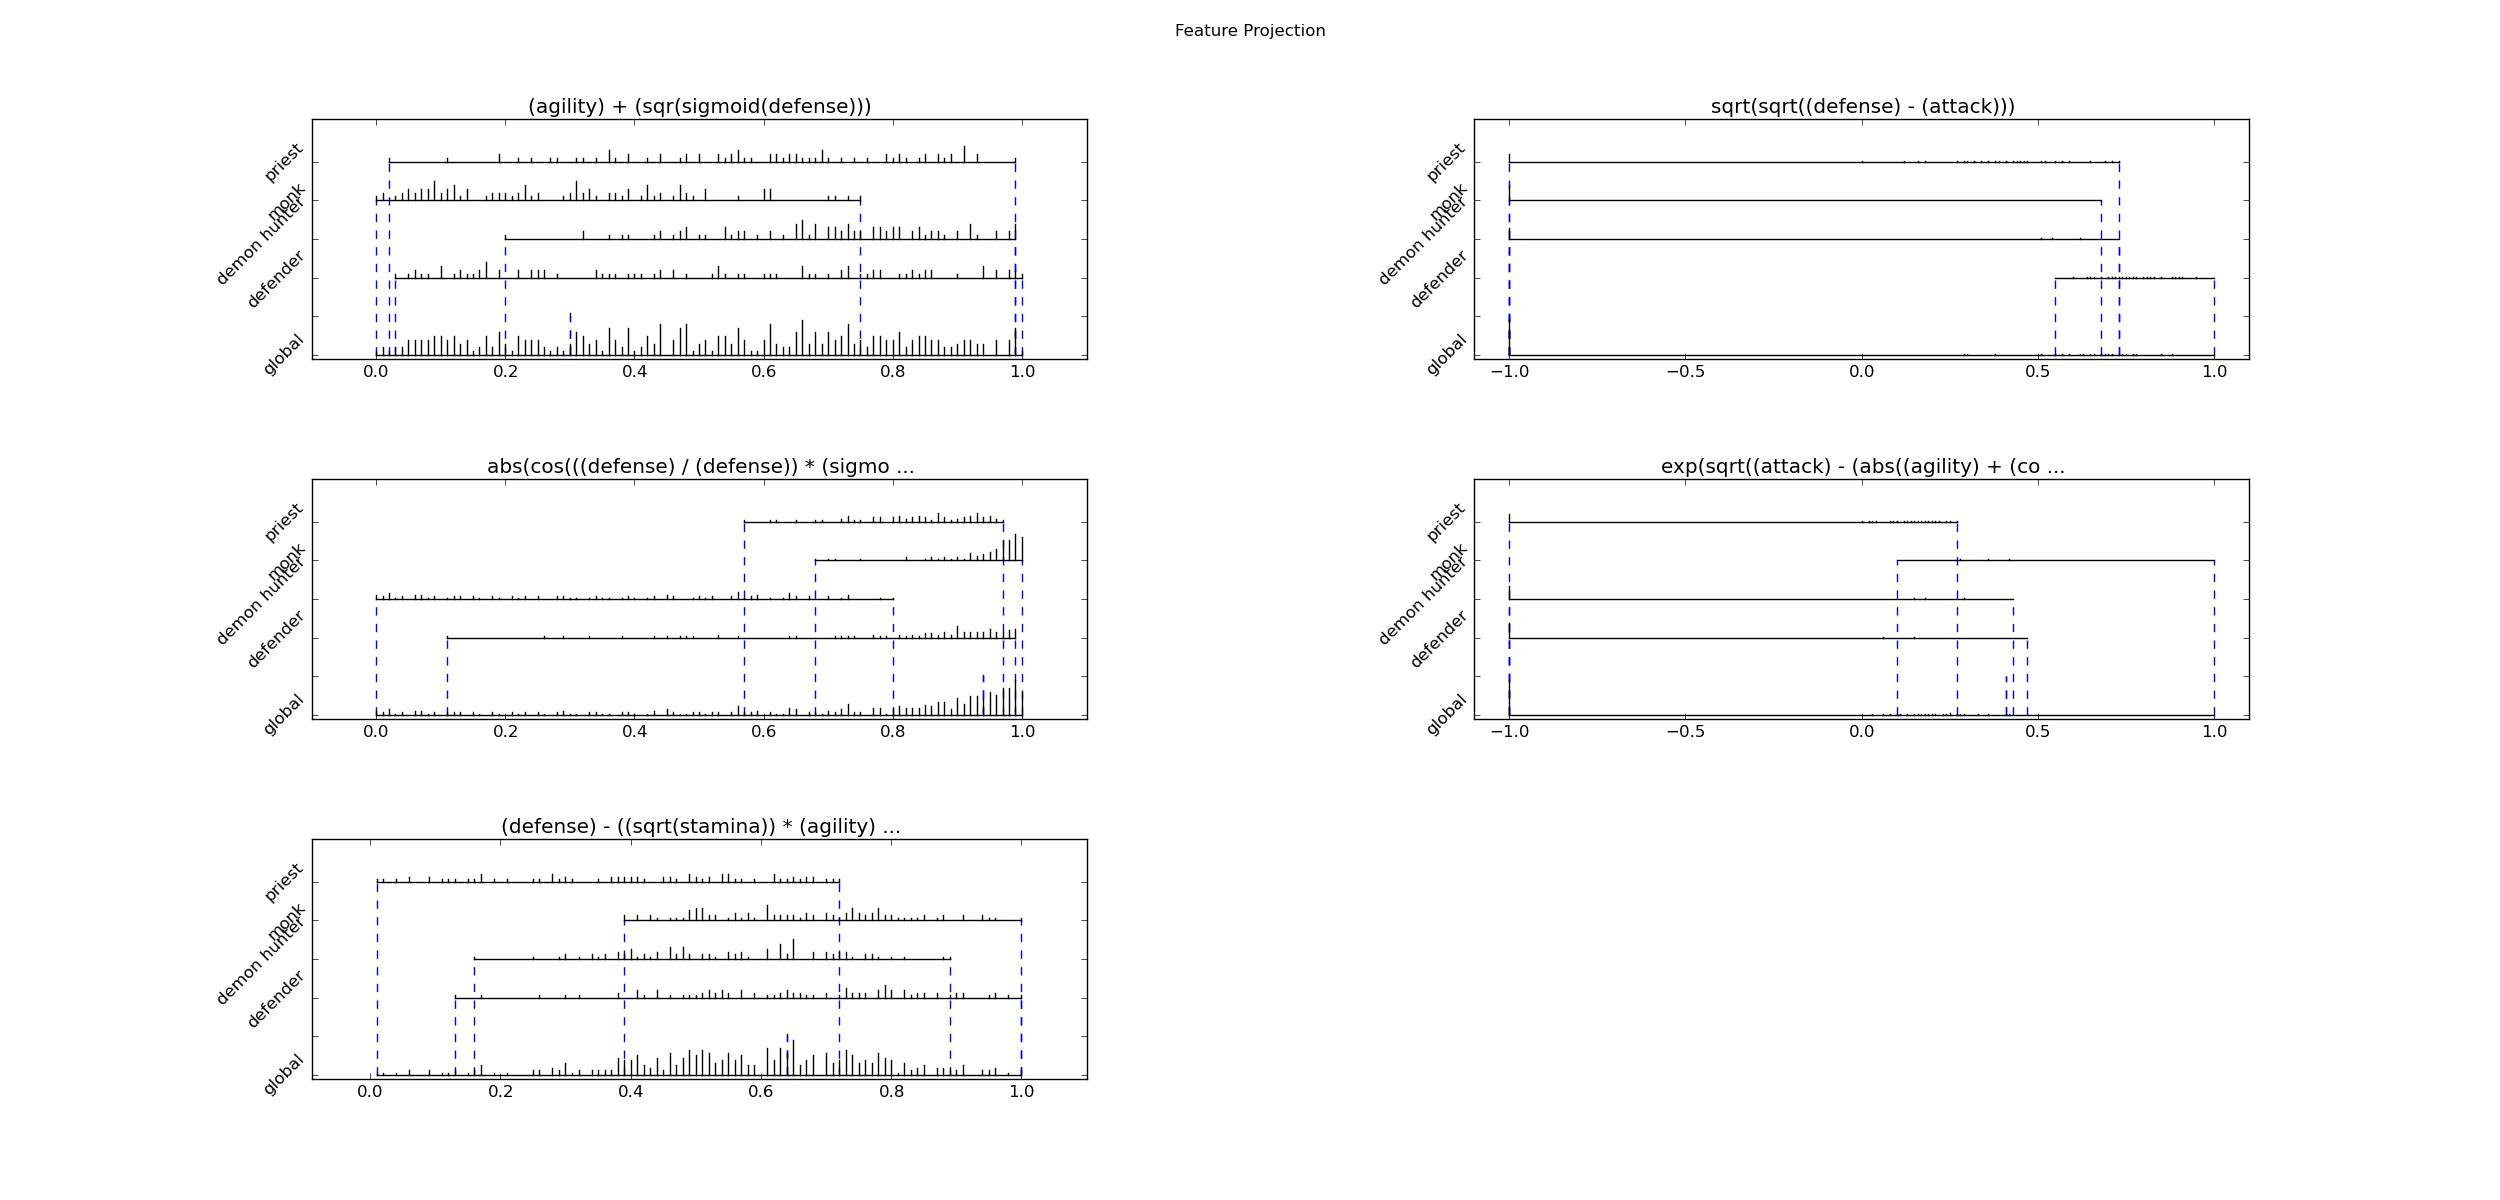 Feature Projection
(agility) + (sqr(sigmoid(defense)))
priest
monk
demon hunter
defender
global
0.0 0.2 0.4 0.6 0.8 1.0
sqrt(sqrt((defense) - (attack)))
priest
monk
demon hunter
defender
global
−1.0 −0.5 0.0 0.5 1.0
abs(cos(((defense) / (defense)) * (sigmo ...
priest
monk
demon hunter
defender
global
0.0 0.2 0.4 0.6 0.8 1.0
exp(sqrt((attack) - (abs((agility) + (co ...
priest
monk
demon hunter
defender
global
−1.0 −0.5 0.0 0.5 1.0
(defense) - ((sqrt(stamina)) * (agility) ...
priest
monk
demon hunter
defender
global
0.0 0.2 0.4 0.6 0.8 1.0